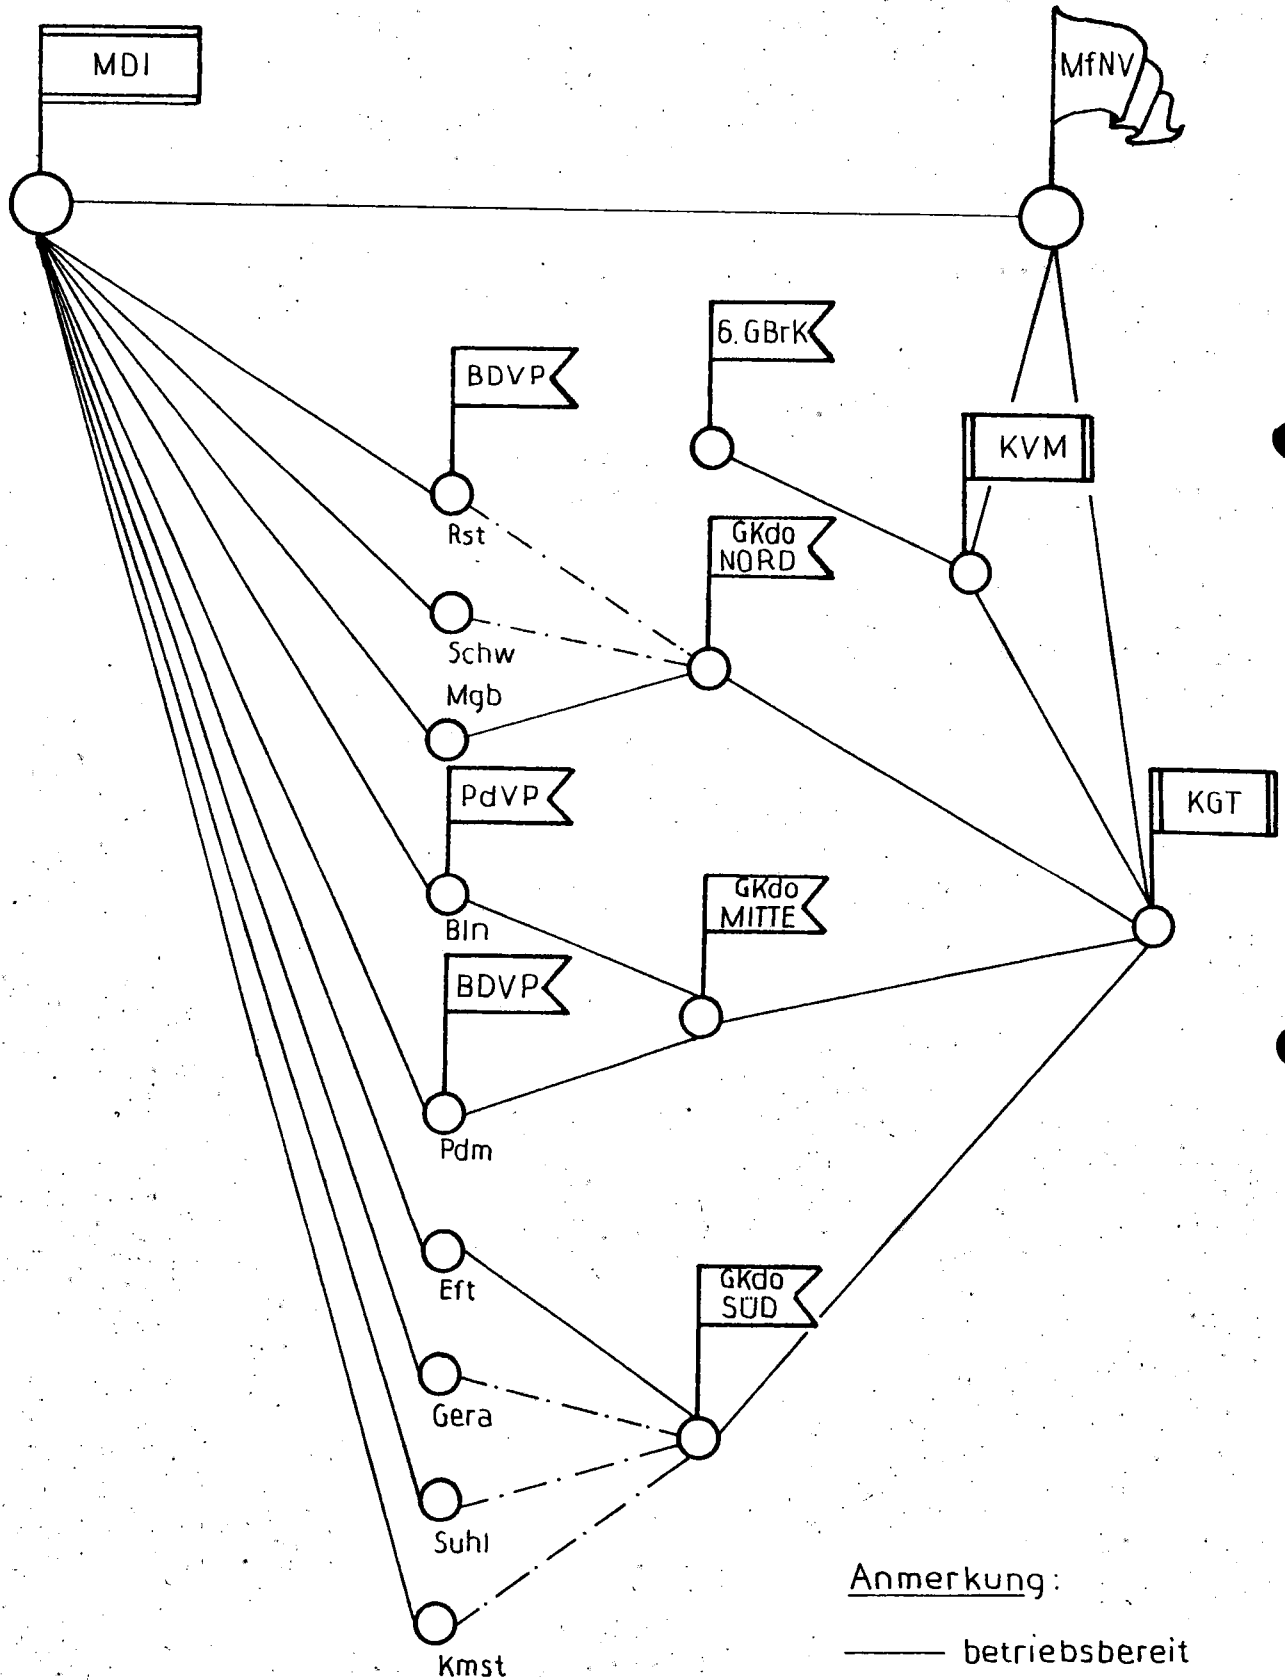 MDI
MfNV
6. GBrK
BDVP
KVM
Rst
GKdo
NORD
Schw
Mgb
PdVP
KGT
GKdo
MITTE
Bln
BDVP
Pdm
Eft
GKdo
SÜD
Gera
Suhl
Anmerkung:
betriebsbereit
Kmst